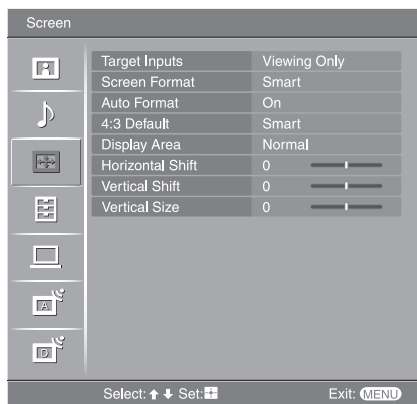 Screen
Target Inputs Viewing Only
Screen Format Smart
Auto Format On
4:3 Default Smart
Display Area Normal
Horizontal Shift 0
Vertical Shift 0
Vertical Size 0
A
D
Select: Set: Exit: MENU